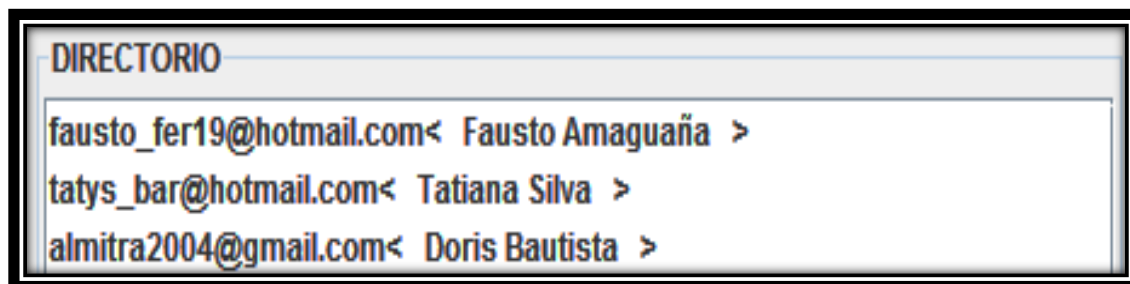 DIRECTORIO
fausto_fer19@hotmail.com< Fausto Amaguaña >
tatys_bar@hotmail.com< Tatiana Silva >
almitra2004@gmail.com< Doris Bautista >